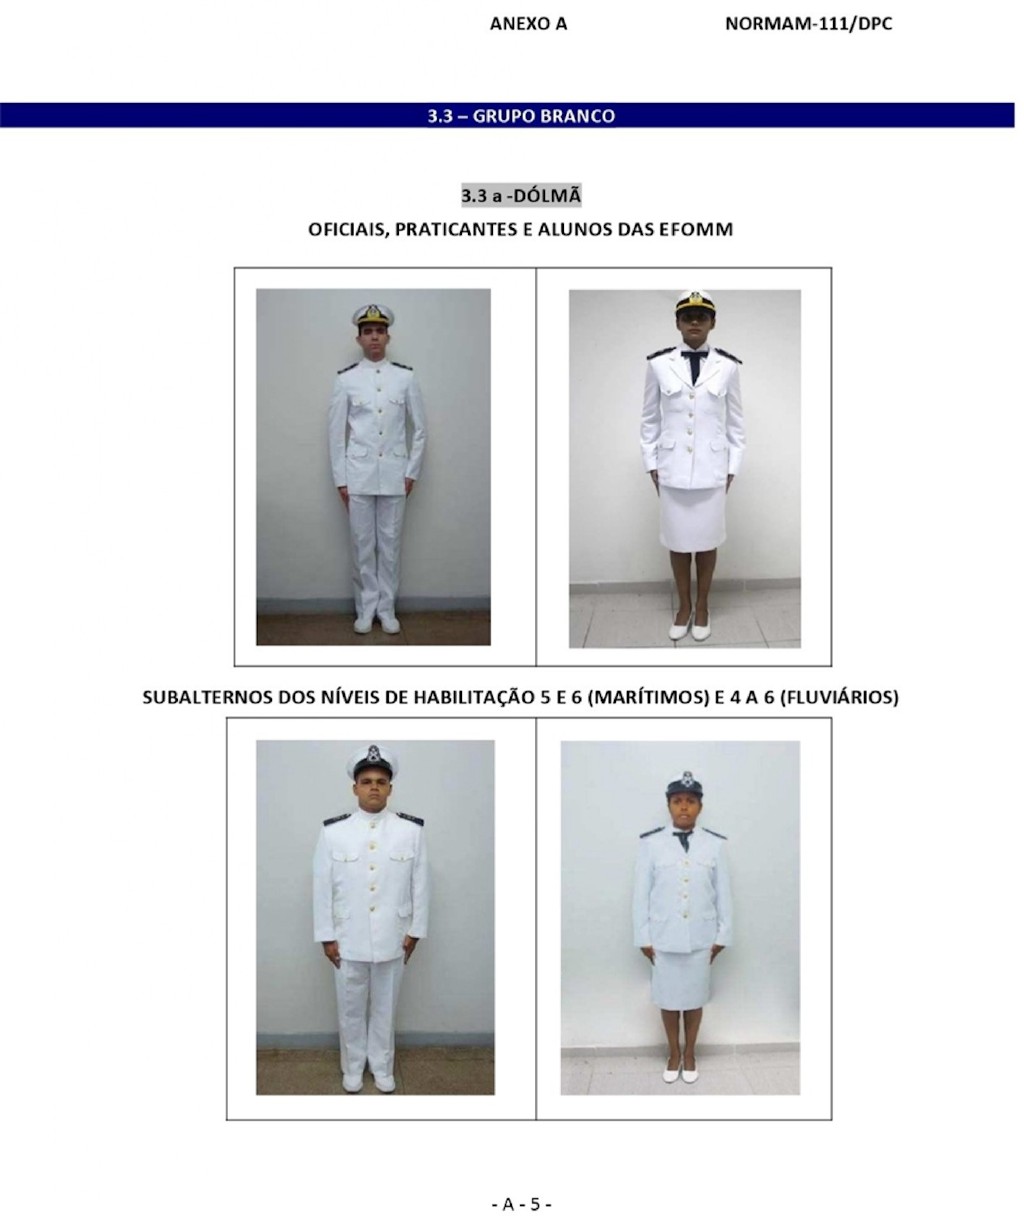 ANEXO A NORMAM-111/DPC
3.3 – GRUPO BRANCO
3.3 a -DÓLMÃ
OFICIAIS, PRATICANTES E ALUNOS DAS EFOMM
SUBALTERNOS DOS NÍVEIS DE HABILITAÇÃO 5 E 6 (MARÍTIMOS) E 4 A 6 (FLUVIÁRIOS)
- A - 5 -